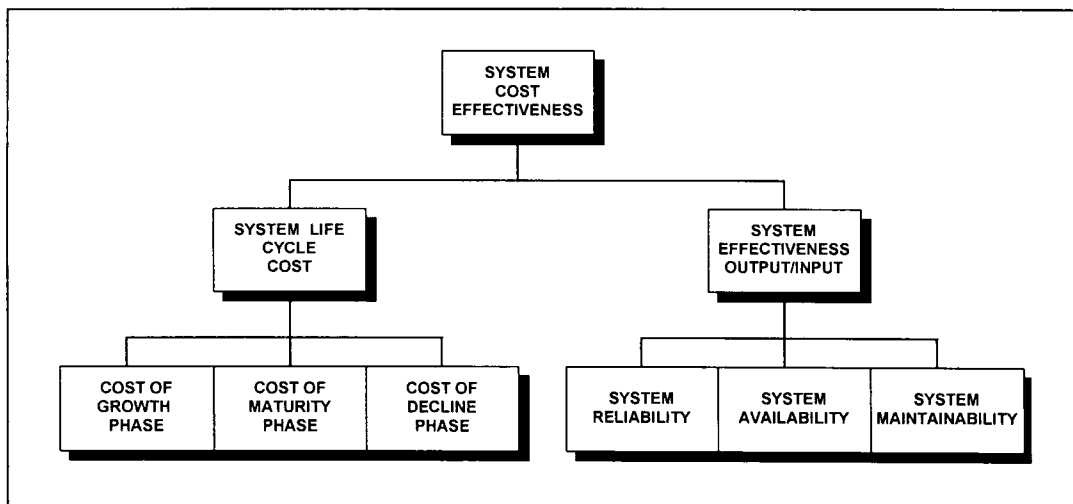 SYSTEM
COST
EFFECTIVENESS
SYSTEM LIFE
CYCLE
COST
SYSTEM
EFFECTIVENESS
OUTPUT/INPUT
COST OF
GROWTH
PHASE
COST OF
MATURITY
PHASE
COST OF
DECLINE
PHASE
SYSTEM
RELIABILITY
SYSTEM
AVAILABILITY
SYSTEM
MAINTAINABILITY